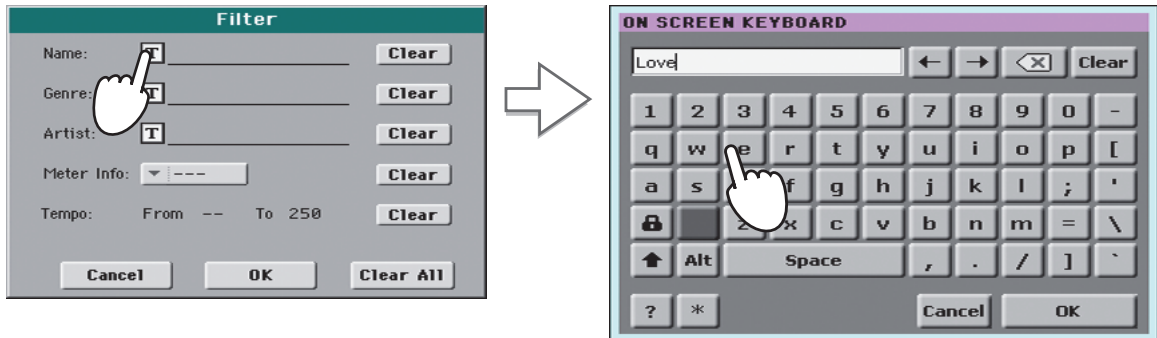 Filter
Name: T Clear
Genre: T Clear
Artist: T Clear
Meter Info: --- Clear
Tempo: From -- To 250 Clear
Cancel OK Clear All
ON SCREEN KEYBOARD
Love ← → Clear
1 2 3 4 5 6 7 8 9 0 -
q w e r t y u i o p [
a s f g h j k l ; '
z x c v b n m = \
Alt Space , . / ] `
? * Cancel OK